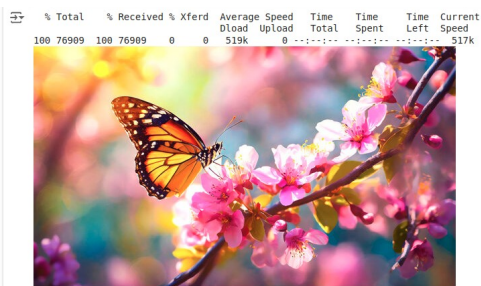 % Total % Received % Xferd Average Speed Time Time Time Current
Dload Upload Total Spent Left Speed
100 76909 100 76909 0 0 519k 0 --:--:-- --:--:-- --:--:-- 517k